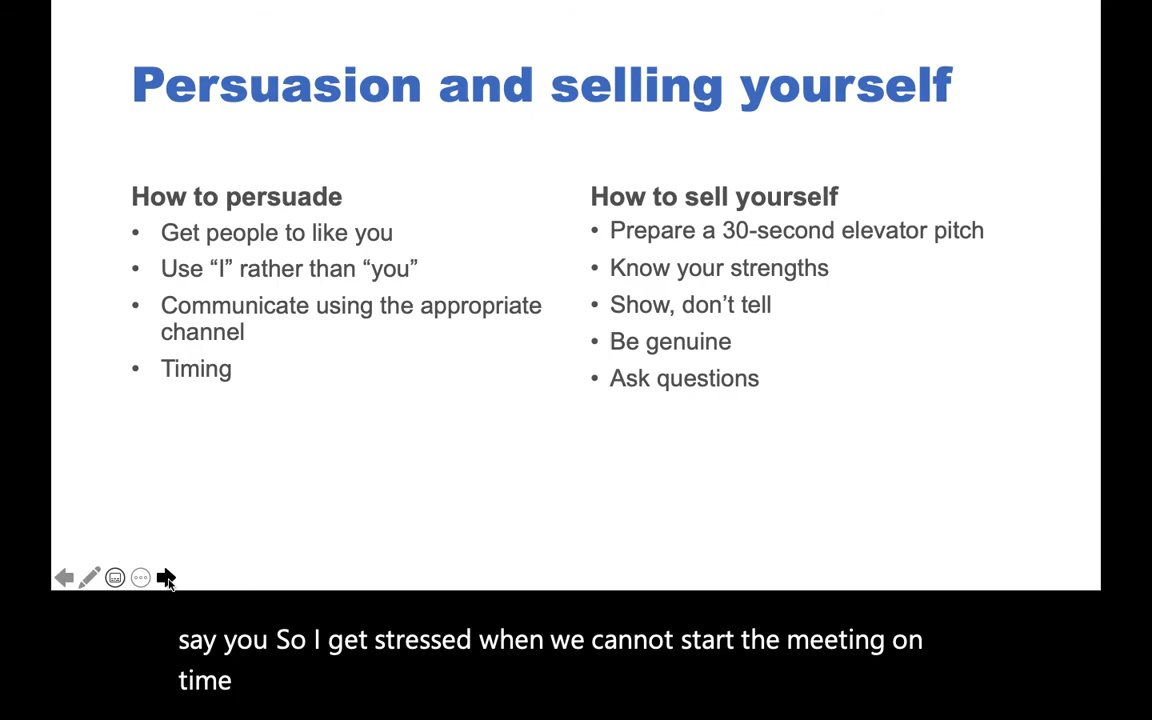 Persuasion and selling yourself
How to persuade
• Get people to like you
• Use “I” rather than “you”
• Communicate using the appropriate
channel
• Timing
How to sell yourself
• Prepare a 30-second elevator pitch
• Know your strengths
• Show, don’t tell
• Be genuine
• Ask questions
say you So I get stressed when we cannot start the meeting on
time